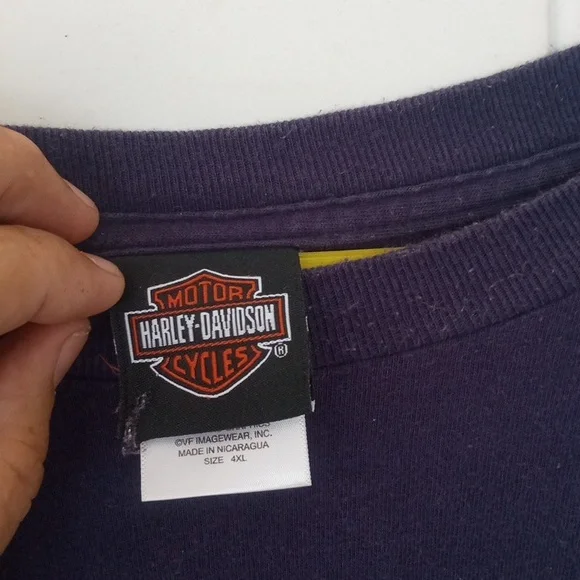 MOTOR
HARLEY-DAVIDSON
CYCLES ®
©VF IMAGEWEAR, INC.
MADE IN NICARAGUA
SIZE 4XL